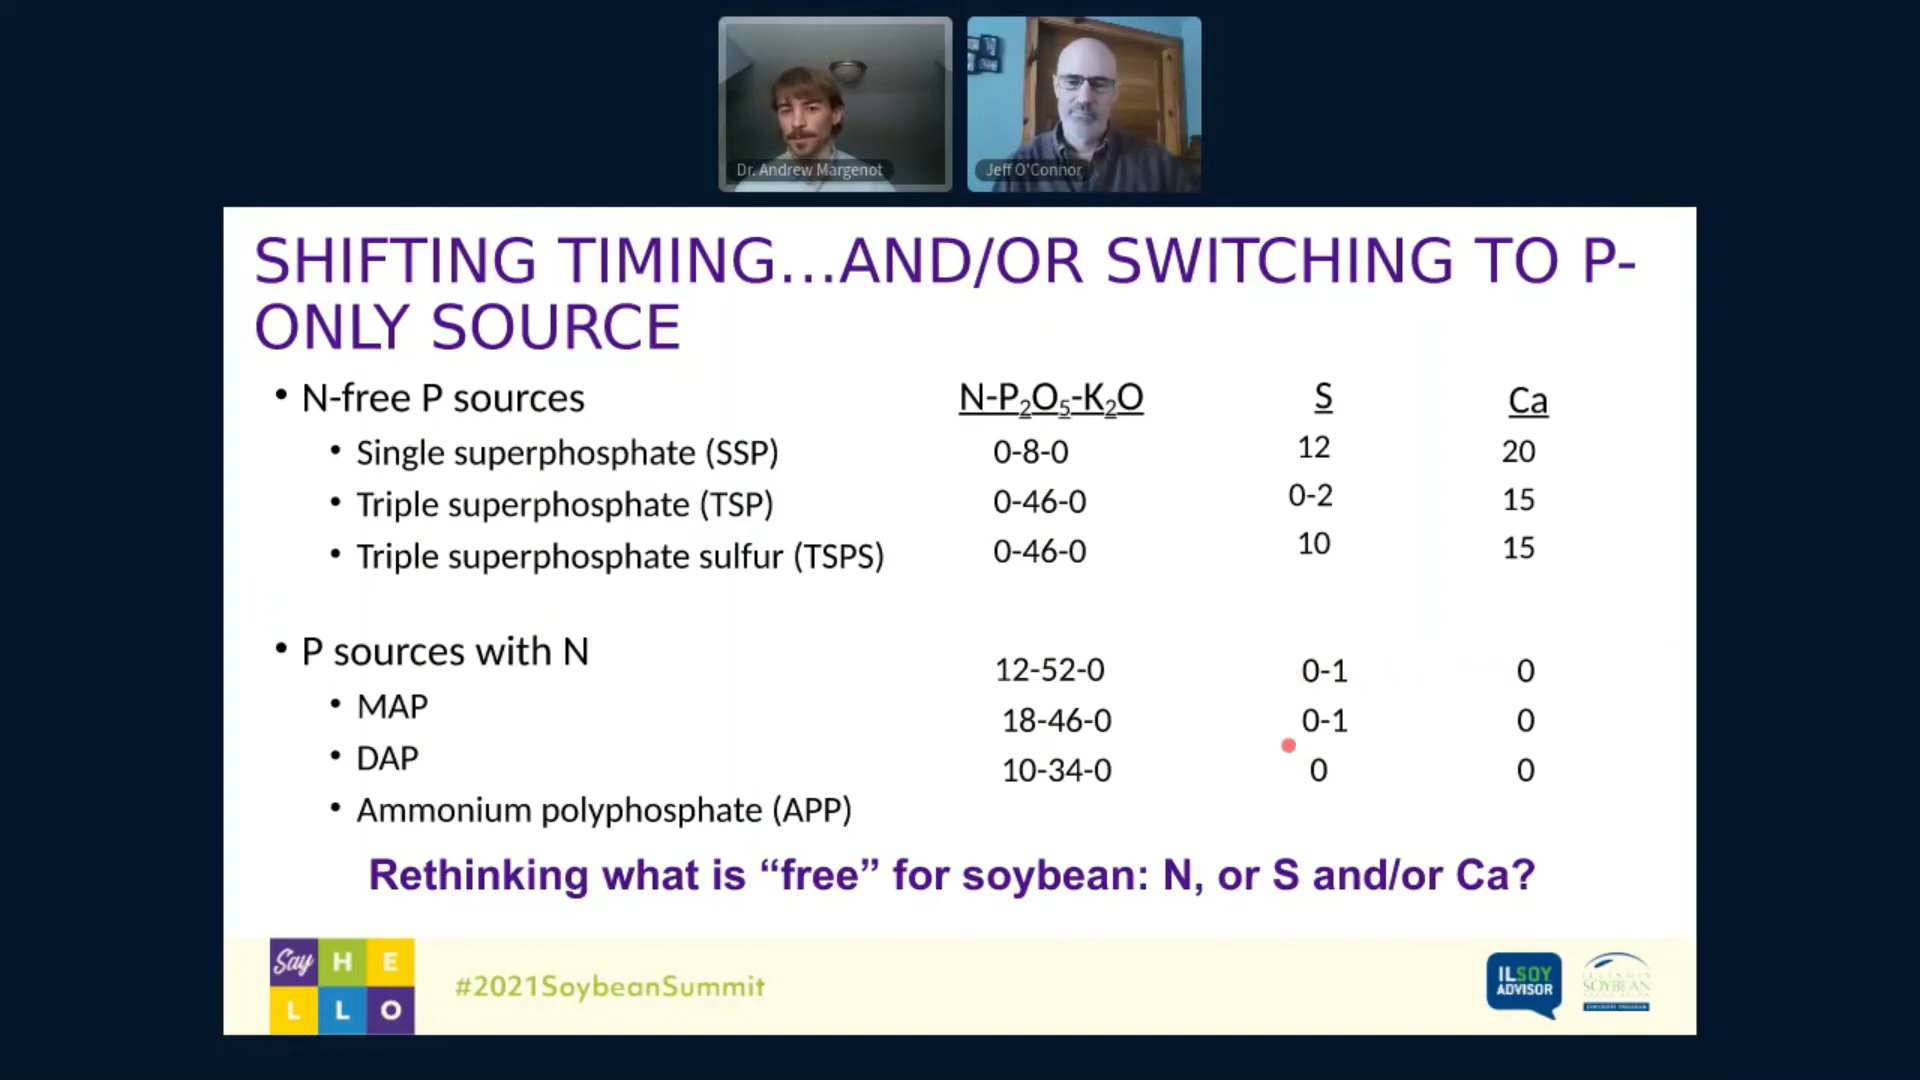 Dr. Andrew Margenot
Jeff O'Connor
SHIFTING TIMING...AND/OR SWITCHING TO P-
ONLY SOURCE
• N-free P sources N-P₂O₅-K₂O S Ca
• Single superphosphate (SSP) 0-8-0 12 20
• Triple superphosphate (TSP) 0-46-0 0-2 15
• Triple superphosphate sulfur (TSPS) 0-46-0 10 15
• P sources with N 12-52-0 0-1 0
• MAP 18-46-0 0-1 0
• DAP 10-34-0 0 0
• Ammonium polyphosphate (APP)
Rethinking what is “free” for soybean: N, or S and/or Ca?
Say H E
L L O
#2021SoybeanSummit
ILSOY
ADVISOR
ILLINOIS
SOYBEAN